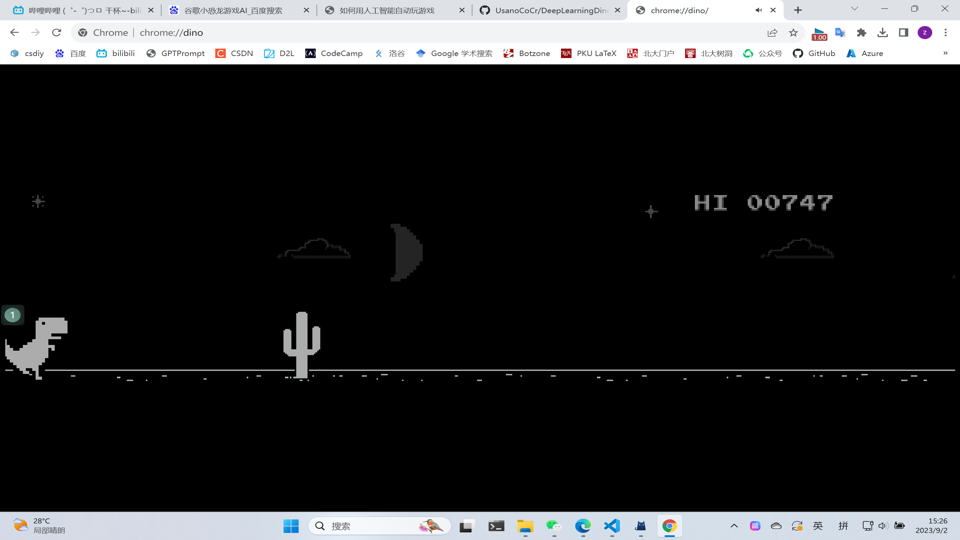 哔哩哔哩 (゜-゜)つロ 干杯~-bili
谷歌小恐龙游戏AI_百度搜索
如何用人工智能自动玩游戏
UsanoCoCr/DeepLearningDin
chrome://dino/
Chrome | chrome://dino
1.00
z
csdiy
百度
bilibili
GPTPrompt
CSDN
D2L
CodeCamp
洛谷
Google 学术搜索
Botzone
PKU LaTeX
北大门户
北大树洞
公众号
GitHub
Azure
»
HI 00747
1
28°C
局部晴朗
搜索
英
拼
15:26
2023/9/2